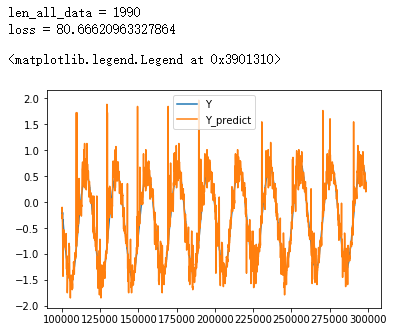 len_all_data = 1990
loss = 80.66620963327864
<matplotlib.legend.Legend at 0x3901310>
Y
Y_predict
2.0
1.5
1.0
0.5
0.0
−0.5
−1.0
−1.5
−2.0
100000 125000 150000 175000 200000 225000 250000 275000 300000